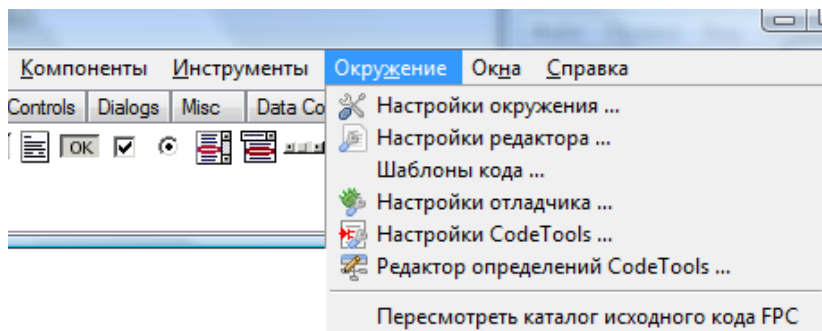 Компоненты Инструменты Окружение Окна Справка
Controls Dialogs Misc Data Co
OK
Настройки окружения ...
Настройки редактора ...
Шаблоны кода ...
Настройки отладчика ...
Настройки CodeTools ...
Редактор определений CodeTools ...
Пересмотреть каталог исходного кода FPC